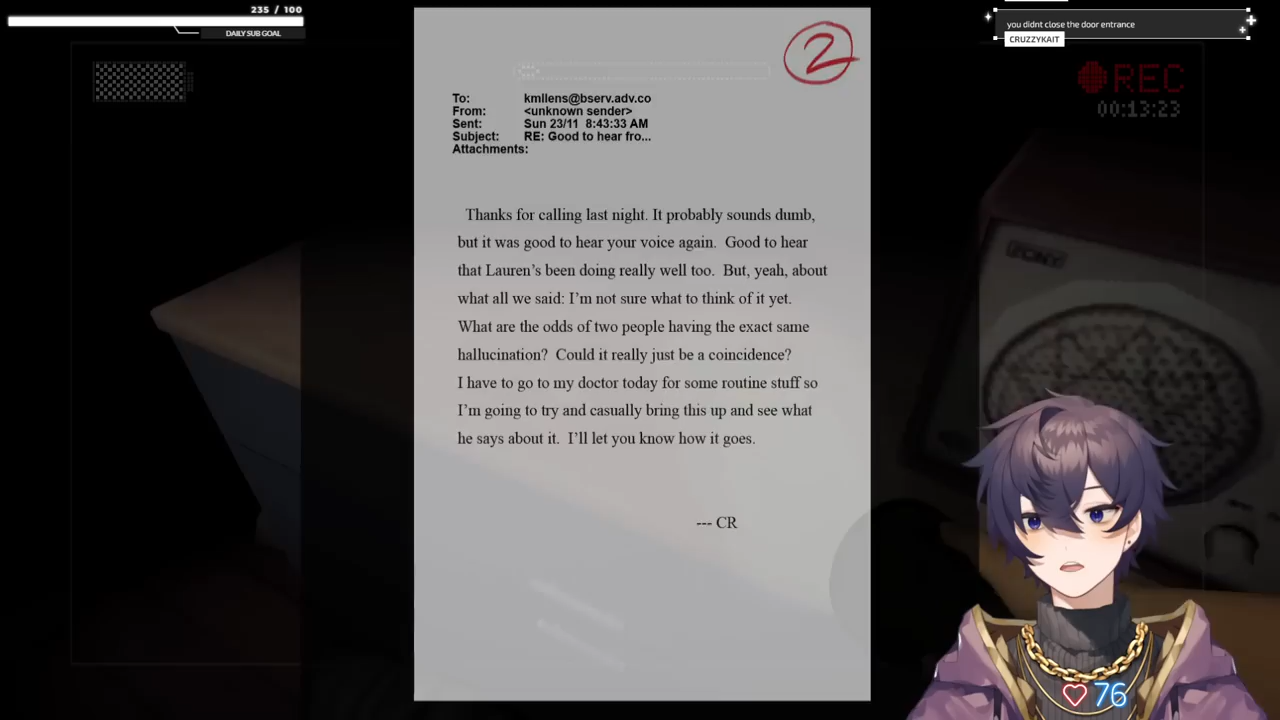 235 / 100
DAILY SUB GOAL
you didnt close the door entrance
CRUZZYKAIT
REC
00:13:23
2
To: kmllens@bserv.adv.co
From: <unknown sender>
Sent: Sun 23/11 8:43:33 AM
Subject: RE: Good to hear fro...
Attachments:
Thanks for calling last night. It probably sounds dumb,
but it was good to hear your voice again. Good to hear
that Lauren’s been doing really well too. But, yeah, about
what all we said: I’m not sure what to think of it yet.
What are the odds of two people having the exact same
hallucination? Could it really just be a coincidence?
I have to go to my doctor today for some routine stuff so
I’m going to try and casually bring this up and see what
he says about it. I’ll let you know how it goes.
--- CR
76